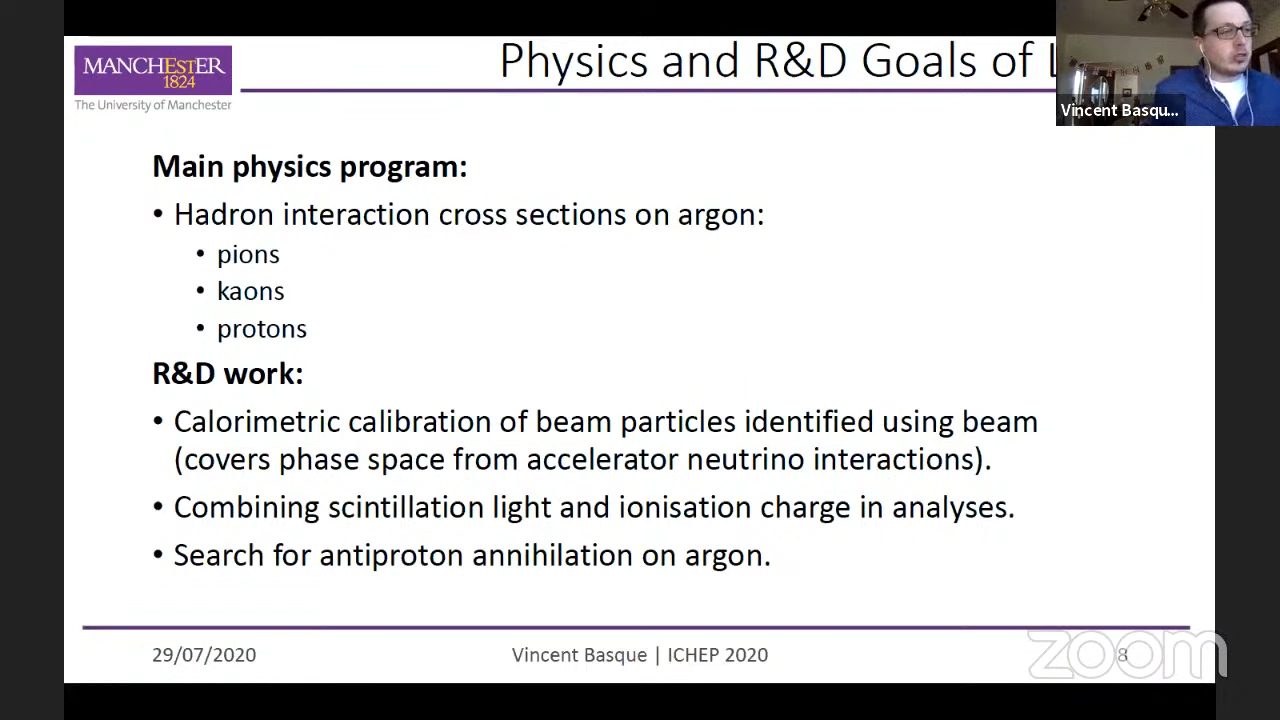 MANCHESTER
1824
The University of Manchester
Physics and R&D Goals of
Vincent Basqu...
Main physics program:
• Hadron interaction cross sections on argon:
• pions
• kaons
• protons
R&D work:
• Calorimetric calibration of beam particles identified using beam
(covers phase space from accelerator neutrino interactions).
• Combining scintillation light and ionisation charge in analyses.
• Search for antiproton annihilation on argon.
29/07/2020
Vincent Basque | ICHEP 2020
8
zoom